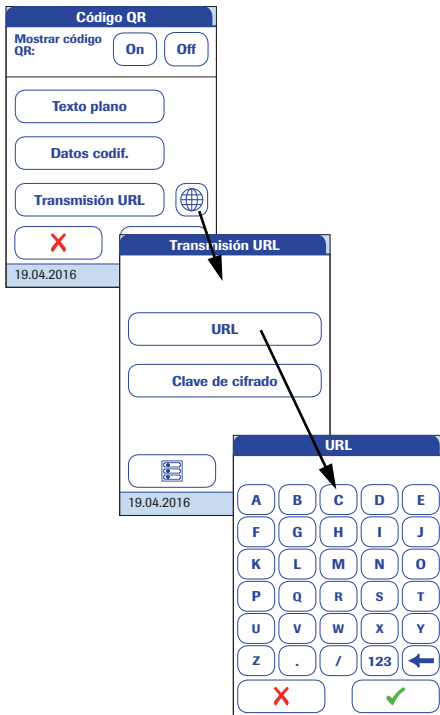 Código QR
Mostrar código
QR:
On
Off
Texto plano
Datos codif.
Transmisión URL
19.04.2016
Transmisión URL
URL
Clave de cifrado
19.04.2016
URL
A B C D E
F G H I J
K L M N O
P Q R S T
U V W X Y
Z . / 123